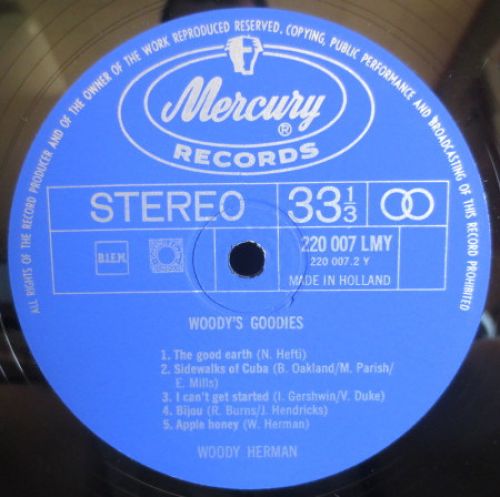 ALL RIGHTS OF THE RECORD PRODUCER AND OF THE OWNER OF THE WORK REPRODUCED RESERVED. COPYING, PUBLIC PERFORMANCE AND BROADCASTING OF THIS RECORD PROHIBITED
Mercury®
RECORDS
STEREO 33 1/3
B.I.E.M. 220 007 LMY
220 007.2 Y
MADE IN HOLLAND
WOODY'S GOODIES
1. The good earth (N. Hefti)
2. Sidewalks of Cuba (B. Oakland/M. Parish/
E. Mills)
3. I can't get started (I. Gershwin/V. Duke)
4. Bijou (R. Burns/J. Hendricks)
5. Apple honey (W. Herman)
WOODY HERMAN